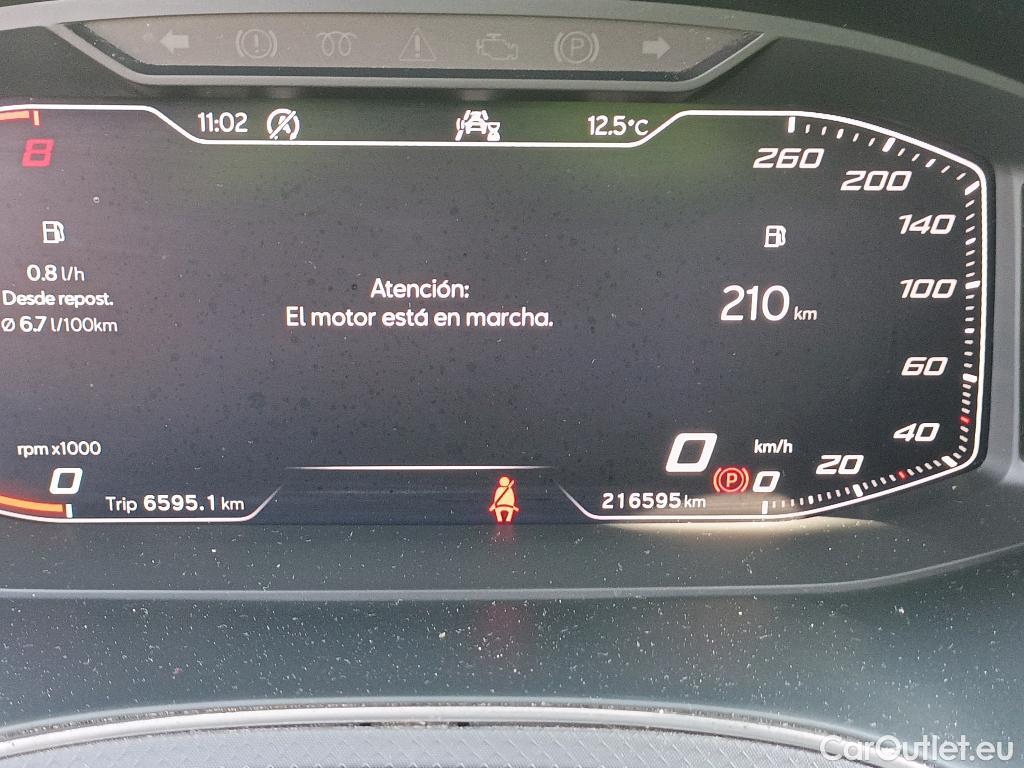 11:02
12.5°C
8
260
200
140
100
60
40
20
0
0.8 l/h
Desde repost.
Ø 6.7 l/100km
Atención:
El motor está en marcha.
210 km
rpm x1000
0
Trip 6595.1 km
216595 km
0 km/h
P
P
CarOutlet.eu